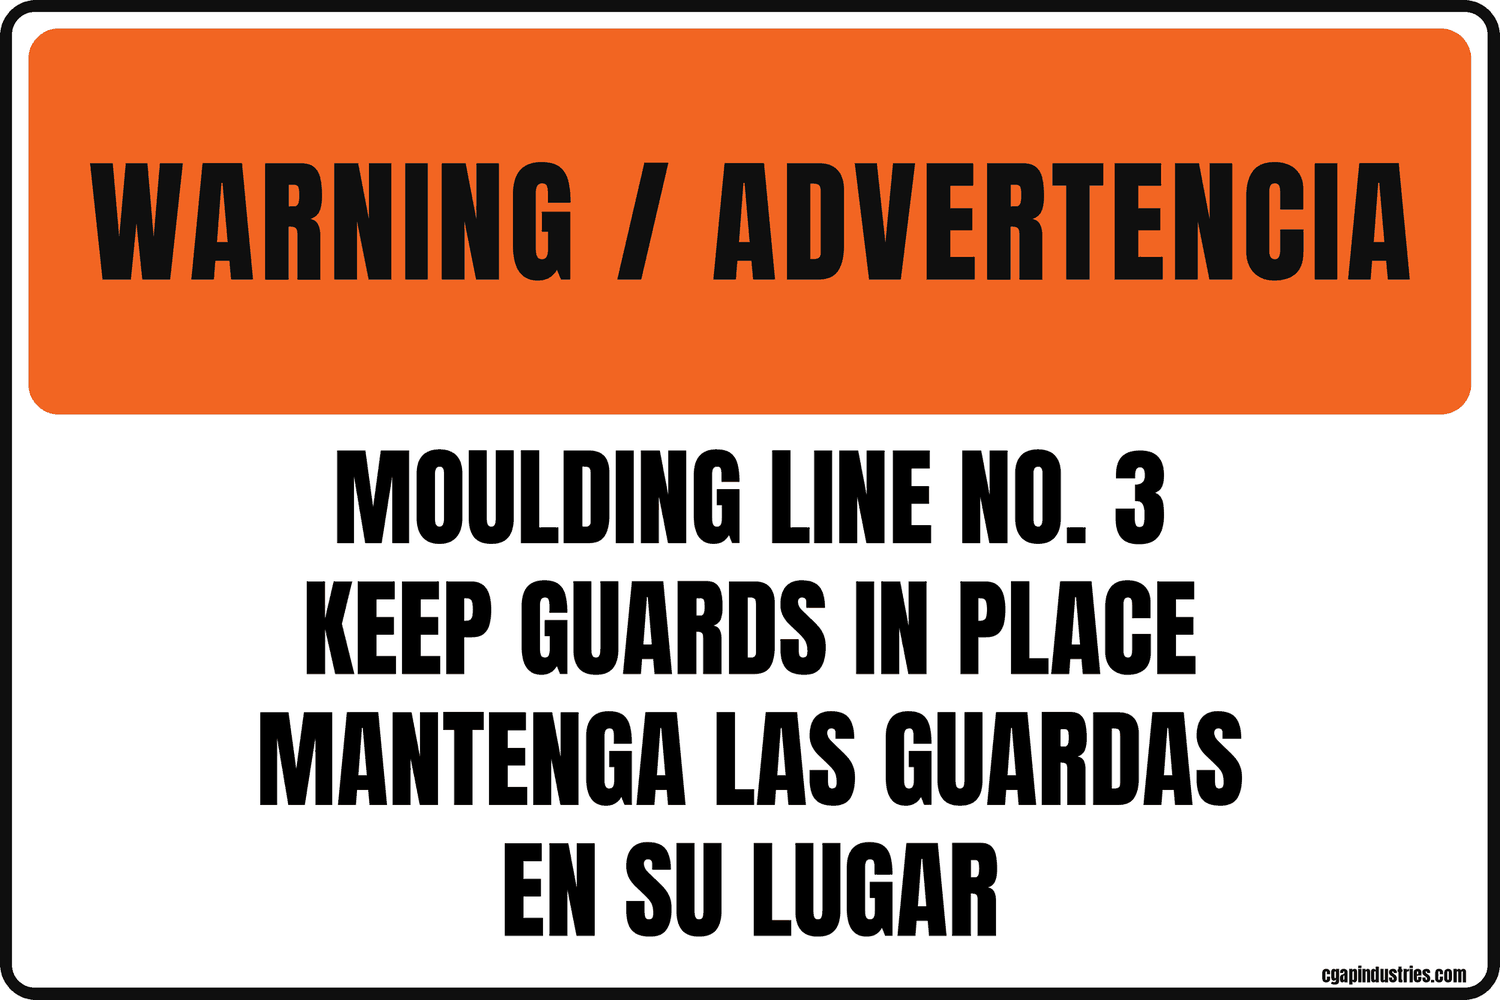 WARNING / ADVERTENCIA
MOULDING LINE NO. 3
KEEP GUARDS IN PLACE
MANTENGA LAS GUARDAS
EN SU LUGAR
cgapindustries.com